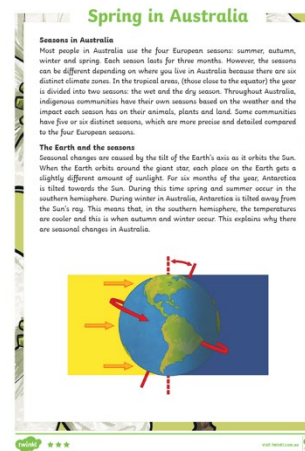 Spring in Australia
Seasons in Australia
Most people in Australia use the four European seasons: summer, autumn,
winter and spring. Each season lasts for three months. However, the seasons
can be different depending on where you live in Australia because there are six
distinct climate zones. In the tropical areas, (those close to the equator) the year
is divided into two seasons: the wet and the dry season. Throughout Australia,
indigenous communities have their own seasons based on the weather and the
impact each season has on their animals, plants and land. Some communities
have five or six distinct seasons, which are more precise and detailed compared
to the four European seasons.
The Earth and the seasons
Seasonal changes are caused by the tilt of the Earth's axis as it orbits the Sun.
When the Earth orbits around the giant star, each place on the Earth gets a
slightly different amount of sunlight. For six months of the year, Antarctica
is tilted towards the Sun. During this time spring and summer occur in the
southern hemisphere. During winter in Australia, Antarctica is tilted away from
the Sun's ray. This means that, in the southern hemisphere, the temperatures
are cooler and this is when autumn and winter occur. This explains why there
are seasonal changes in Australia.
twinkl
visit twinkl.com.au